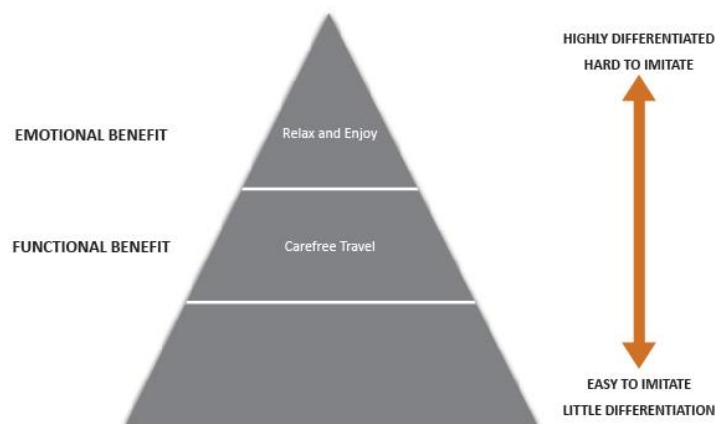 HIGHLY DIFFERENTIATED
HARD TO IMITATE
EMOTIONAL BENEFIT
Relax and Enjoy
FUNCTIONAL BENEFIT
Carefree Travel
EASY TO IMITATE
LITTLE DIFFERENTIATION